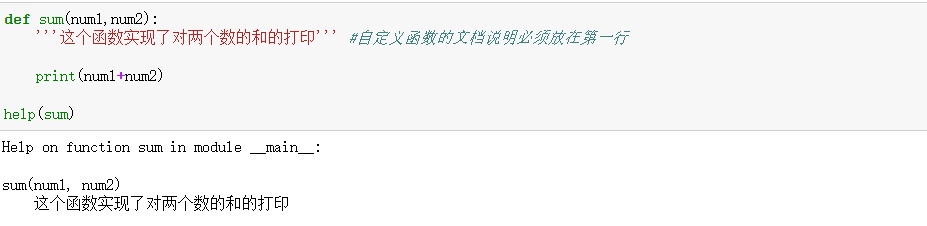 def sum(num1,num2):
    '''这个函数实现了对两个数的和的打印''' #自定义函数的文档说明必须放在第一行
    print(num1+num2)
help(sum)
Help on function sum in module __main__:
sum(num1, num2)
    这个函数实现了对两个数的和的打印